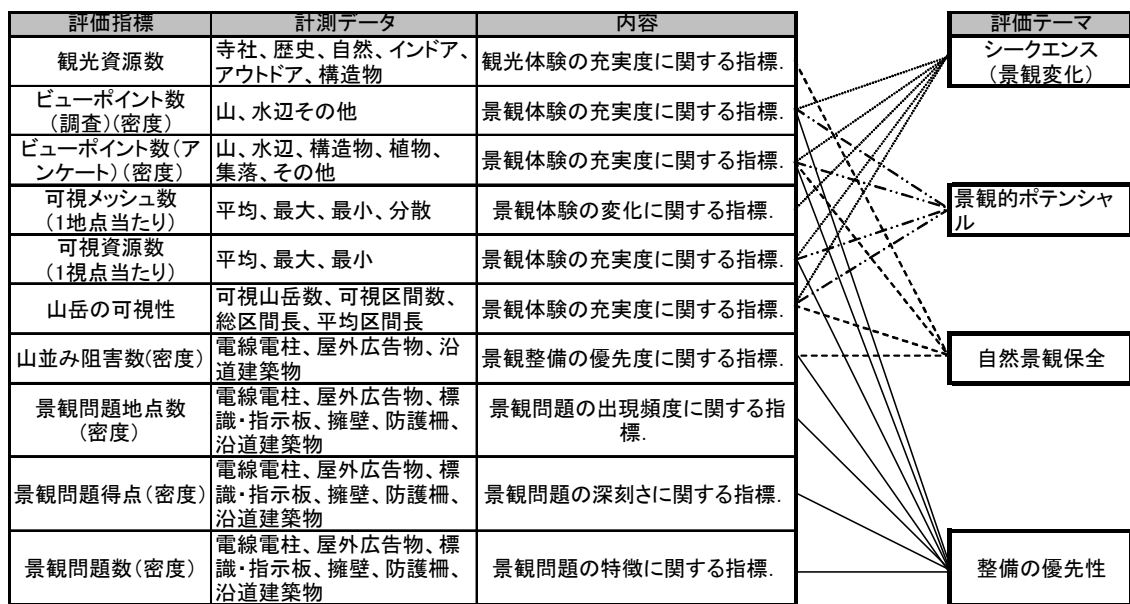 評価指標 計測データ 内容 評価テーマ
観光資源数
寺社、歴史、自然、インドア、
アウトドア、構造物
観光体験の充実度に関する指標.
シークエンス
(景観変化)
ビューポイント数
(調査)(密度)
山、水辺その他
景観体験の充実度に関する指標.
ビューポイント数(ア
ンケート)(密度)
山、水辺、構造物、植物、
集落、その他
景観体験の充実度に関する指標.
可視メッシュ数
(1地点当たり)
平均、最大、最小、分散
景観体験の変化に関する指標.
景観的ポテンシャ
ル
可視資源数
(1視点当たり)
平均、最大、最小
景観体験の充実度に関する指標.
山岳の可視性
可視山岳数、可視区間数、
総区間長、平均区間長
景観体験の充実度に関する指標.
山並み阻害数(密度)
電線電柱、屋外広告物、沿
道建築物
景観整備の優先度に関する指標.
自然景観保全
景観問題地点数
(密度)
電線電柱、屋外広告物、標
識・指示板、擁壁、防護柵、
沿道建築物
景観問題の出現頻度に関する指
標.
景観問題得点(密度)
電線電柱、屋外広告物、標
識・指示板、擁壁、防護柵、
沿道建築物
景観問題の深刻さに関する指標.
景観問題数(密度)
電線電柱、屋外広告物、標
識・指示板、擁壁、防護柵、
沿道建築物
景観問題の特徴に関する指標.
整備の優先性